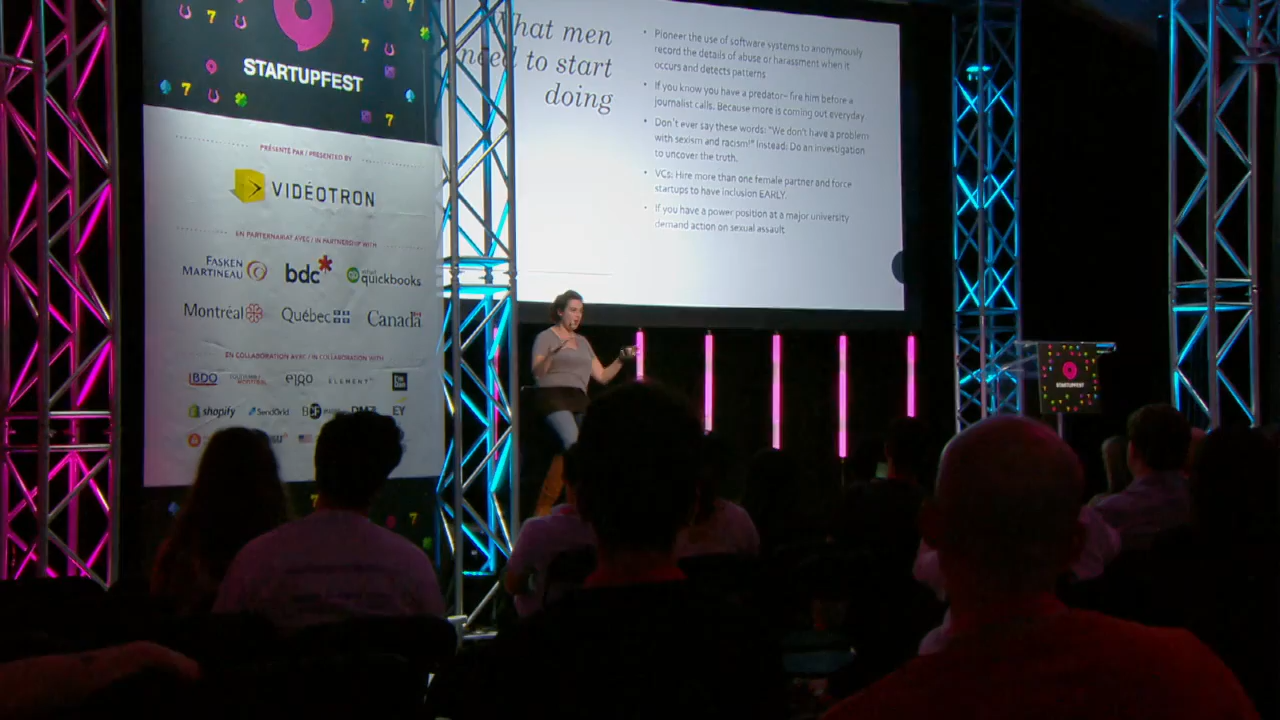 STARTUPFEST
PRÉSENTÉ PAR / PRESENTED BY
VIDÉOTRON
EN PARTENARIAT AVEC / IN PARTNERSHIP WITH
FASKEN
MARTINEAU
bdc
intuit
quickbooks
Montréal
Québec
Canada
EN COLLABORATION AVEC / IN COLLABORATION WITH
BDO
ELEMENT
shopify
SendGrid
EY
What men
need to start
doing
• Pioneer the use of software systems to anonymously
record the details of abuse or harassment when it
occurs and detects patterns
• If you know you have a predator– fire him before a
journalist calls. Because more is coming out everyday
• Don't ever say these words: "We don't have a problem
with sexism and racism!" Instead: Do an investigation
to uncover the truth.
• VCs: Hire more than one female partner and force
startups to have inclusion EARLY.
• If you have a power position at a major university
demand action on sexual assault
STARTUPFEST